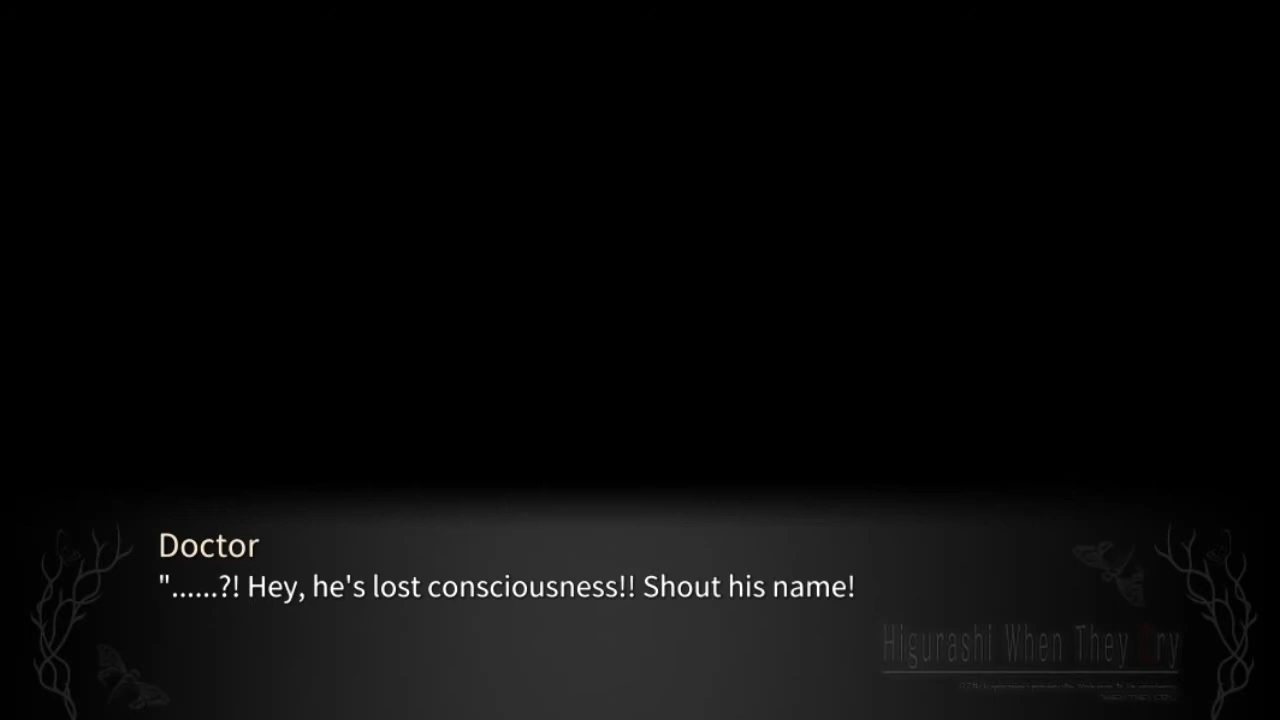 Doctor
"......?! Hey, he's lost consciousness!! Shout his name!
Higurashi When They Cry